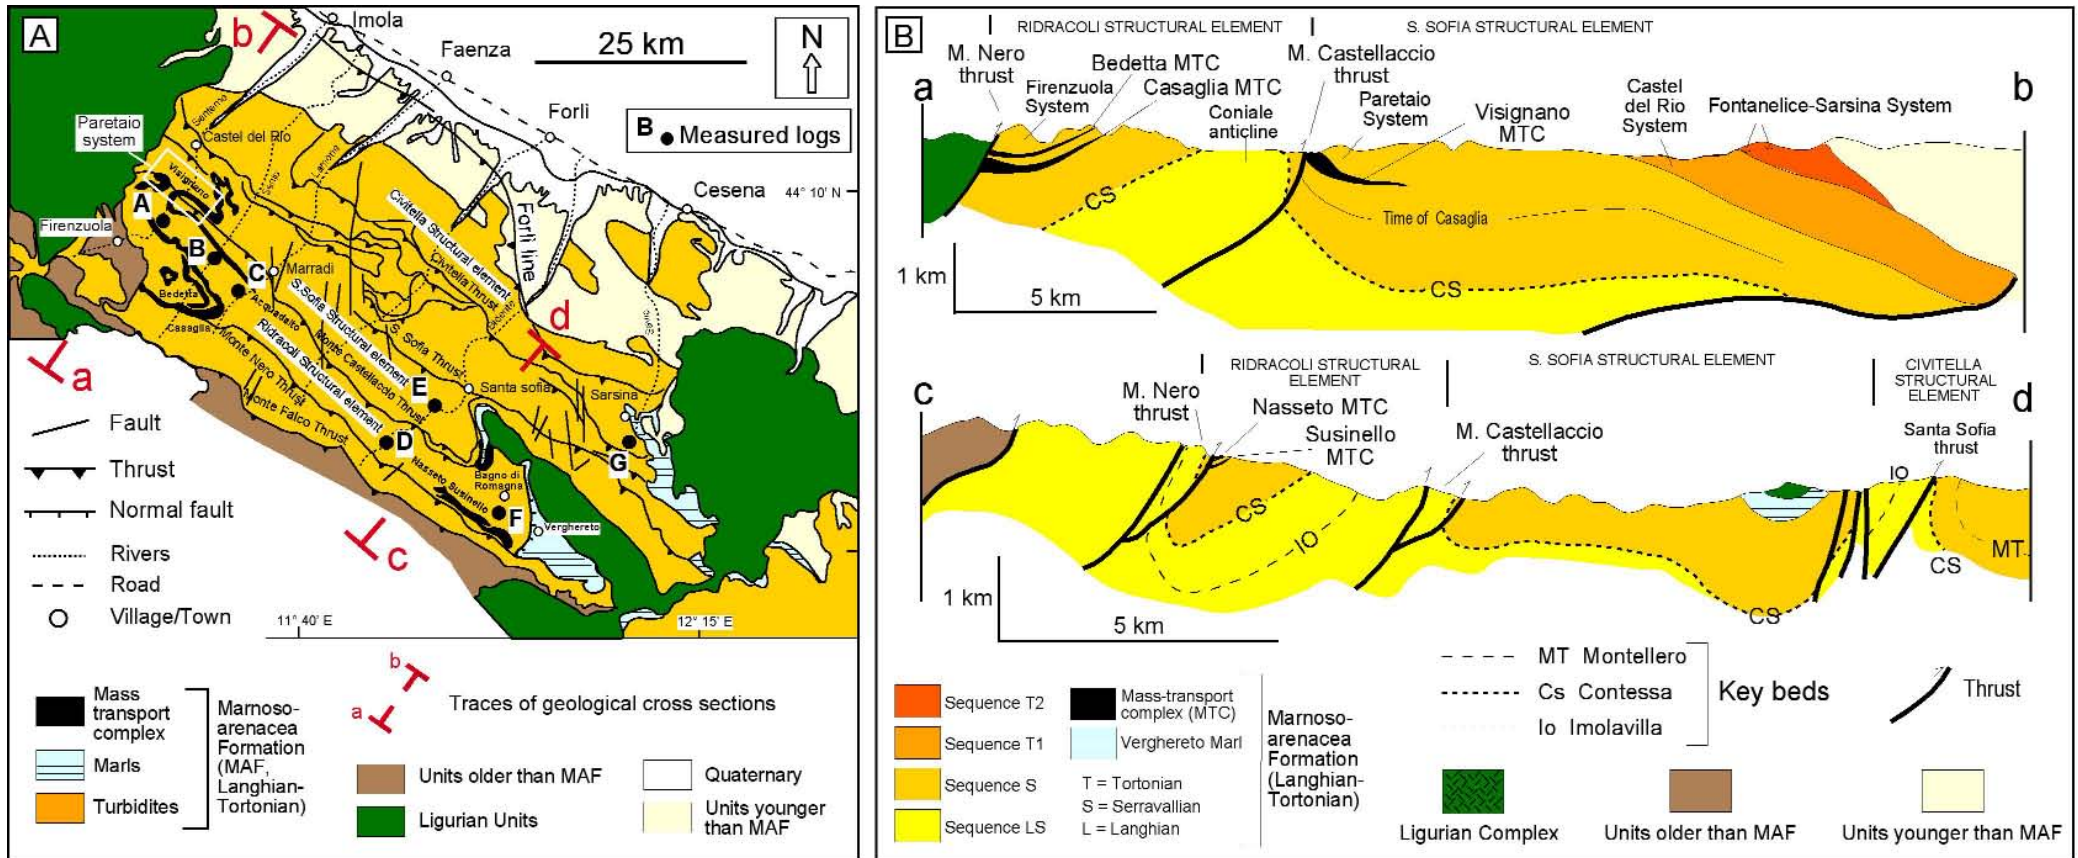 A
b
Imola
Faenza
25 km
N
Forlì
B Measured logs
Paretaio
system
Santerno
Castel del Rio
Lamone
Visignano
Cesena
44° 10' N
A
Firenzuola
B
C
Marradi
Bedetta
Acquadalto
Casaglia
Civitella Structural element
Civitella Thrust
Forlì line
Bidente
Savio
d
S.Sofia Structural element
S. Sofia Thrust
Monte Castellaccio Thrust
Ridracoli Structural element
Monte Nero Thrust
Monte Falco Thrust
a
E
Santa sofia
Sarsina
D
G
Nasseto Susinello
Bagno di
Romagna
F
Verghereto
c
Fault
Thrust
Normal fault
Rivers
Road
Village/Town
11° 40' E
12° 15' E
b
a
Traces of geological cross sections
Mass
transport
complex
Marls
Turbidites
Marnoso-
arenacea
Formation
(MAF,
Langhian-
Tortonian)
Units older than MAF
Ligurian Units
Quaternary
Units younger
than MAF
B
RIDRACOLI STRUCTURAL ELEMENT
S. SOFIA STRUCTURAL ELEMENT
a
M. Nero
thrust
Firenzuola
System
Bedetta MTC
Casaglia MTC
Coniale
anticline
M. Castellaccio
thrust
Paretaio
System
Visignano
MTC
Castel
del Rio
System
Fontanelice-Sarsina System
b
CS
Time of Casaglia
CS
1 km
5 km
RIDRACOLI STRUCTURAL
ELEMENT
S. SOFIA STRUCTURAL ELEMENT
CIVITELLA
STRUCTURAL
ELEMENT
c
M. Nero
thrust
Nasseto MTC
Susinello
MTC
M. Castellaccio
thrust
Santa Sofia
thrust
d
CS
IO
IO
CS
CS
MT
1 km
5 km
Sequence T2
Sequence T1
Sequence S
Sequence LS
Mass-transport
complex (MTC)
Verghereto Marl
T = Tortonian
S = Serravallian
L = Langhian
Marnoso-
arenacea
Formation
(Langhian-
Tortonian)
MT Montellero
Cs Contessa
Io Imolavilla
Key beds
Thrust
Ligurian Complex
Units older than MAF
Units younger than MAF